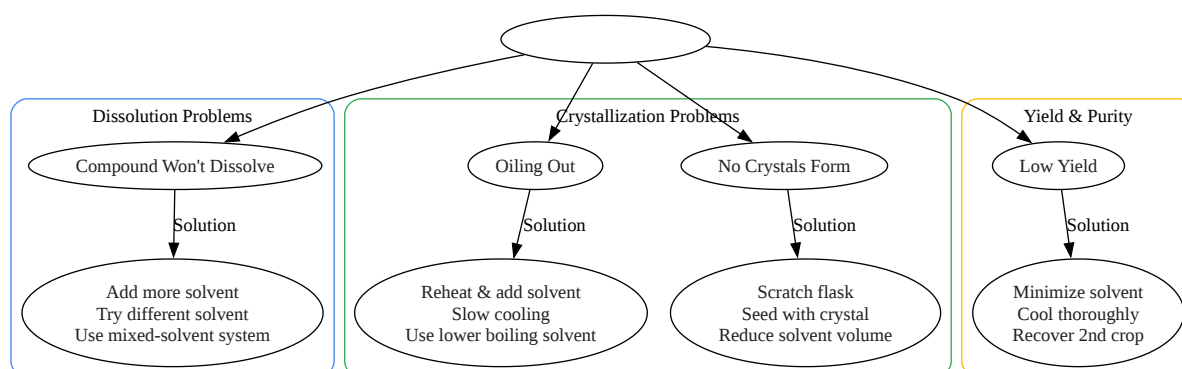 Dissolution Problems
Crystallization Problems
Yield & Purity
Compound Won't Dissolve
Oiling Out
No Crystals Form
Low Yield
Solution
Solution
Solution
Solution
Add more solvent
Try different solvent
Use mixed-solvent system
Reheat & add solvent
Slow cooling
Use lower boiling solvent
Scratch flask
Seed with crystal
Reduce solvent volume
Minimize solvent
Cool thoroughly
Recover 2nd crop